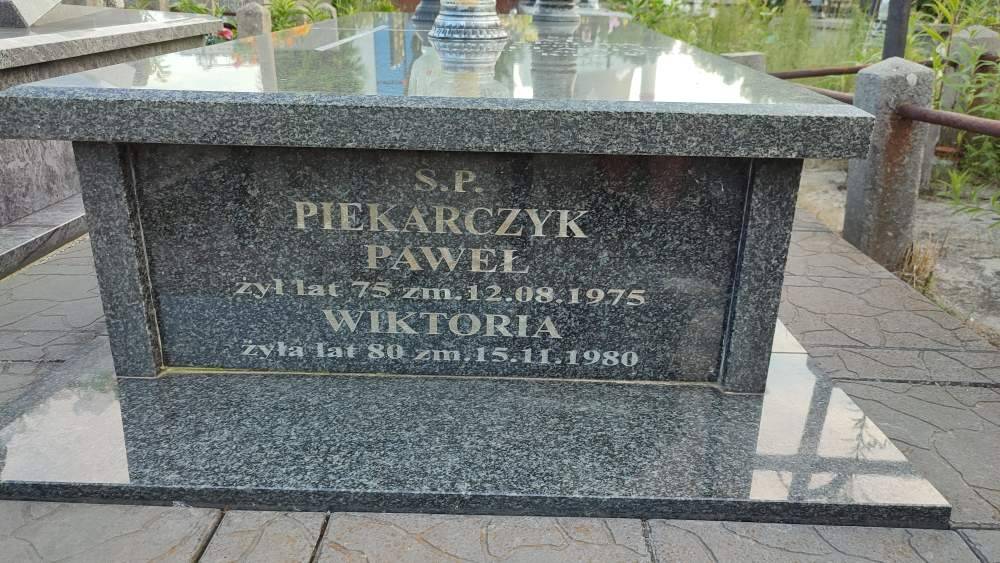 S.P.
PIEKARCZYK
PAWEŁ
żył lat 75 zm.12.08.1975
WIKTORIA
żyła lat 80 zm.15.11.1980